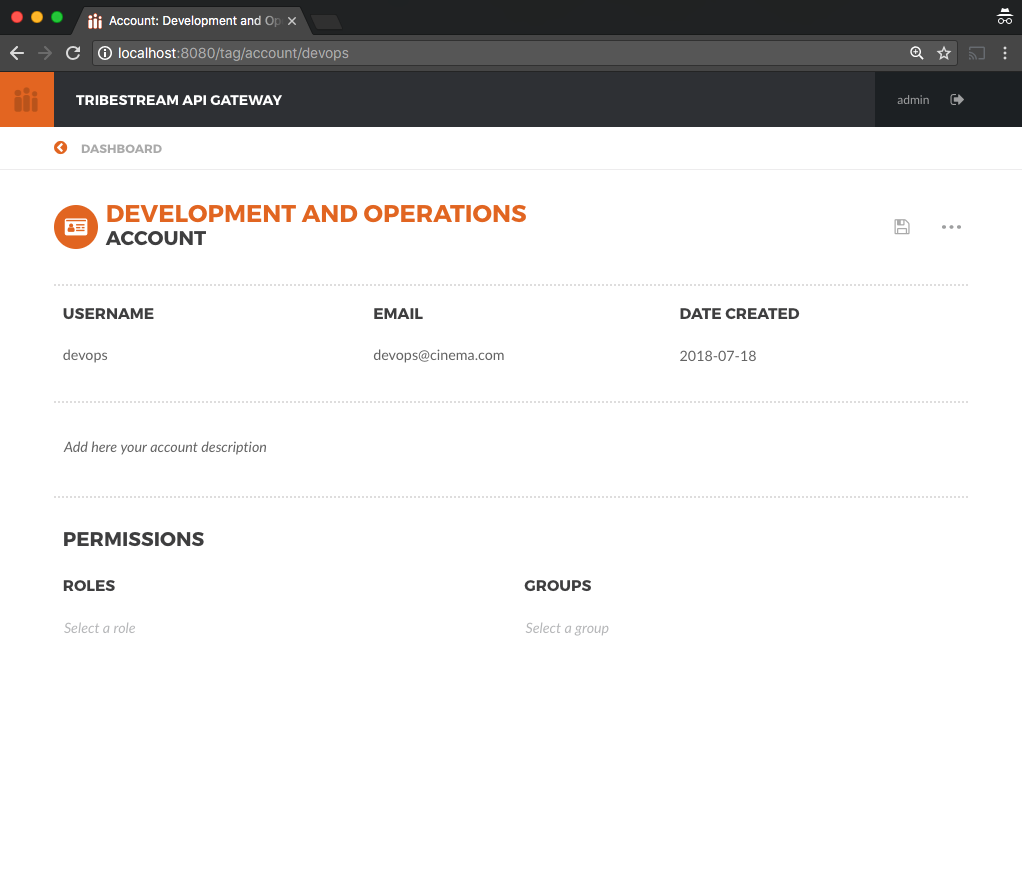 Account: Development and Op
localhost:8080/tag/account/devops
TRIBESTREAM API GATEWAY
admin
DASHBOARD
DEVELOPMENT AND OPERATIONS
ACCOUNT
USERNAME EMAIL DATE CREATED
devops devops@cinema.com 2018-07-18
Add here your account description
PERMISSIONS
ROLES GROUPS
Select a role Select a group